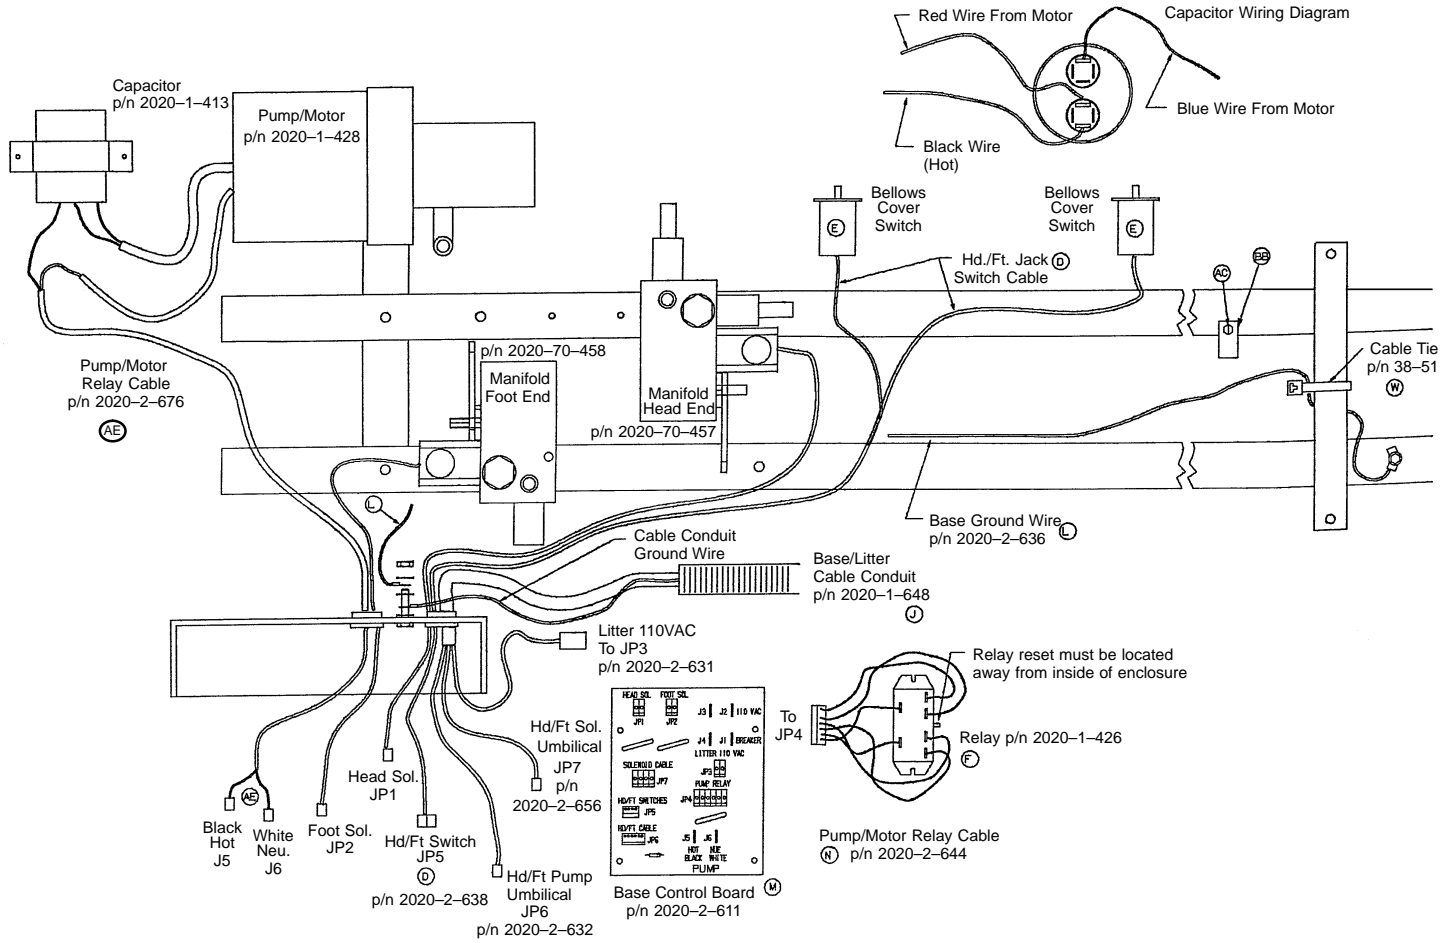 Red Wire From Motor
Capacitor Wiring Diagram
Blue Wire From Motor
Black Wire
(Hot)
Capacitor
p/n 2020–1–413
Pump/Motor
p/n 2020–1–428
Bellows
Cover
Switch
E
Bellows
Cover
Switch
E
Hd./Ft. Jack D
Switch Cable
AC
BB
Cable Tie
p/n 38–51
W
Pump/Motor
Relay Cable
p/n 2020–2–676
AE
p/n 2020–70–458
Manifold
Foot End
Manifold
Head End
p/n 2020–70–457
L
Base Ground Wire L
p/n 2020–2–636
Cable Conduit
Ground Wire
Base/Litter
Cable Conduit
p/n 2020–1–648
J
Litter 110VAC
To JP3
p/n 2020–2–631
Relay reset must be located
away from inside of enclosure
To
JP4
Relay p/n 2020–1–426
F
Pump/Motor Relay Cable
N p/n 2020–2–644
Hd/Ft Sol.
Umbilical
JP7
p/n
2020–2–656
Head Sol.
JP1
AE
Black
Hot
J5
White
Neu.
J6
Foot Sol.
JP2
Hd/Ft Switch
JP5
D
p/n 2020–2–638
Hd/Ft Pump
Umbilical
JP6
p/n 2020–2–632
HEAD SOL FOOT SOL
JP1 JP2
J3 J2 110 VAC
J4 J1 BREAKER
LITTER 110 VAC
JP3
SOLENOID CABLE
JP7
PUMP RELAY
JP4
HD/FT SWITCHES
JP5
HD/FT CABLE
JP6
J5 J6
HOT NUE
BLACK WHITE
PUMP
Base Control Board M
p/n 2020–2–611